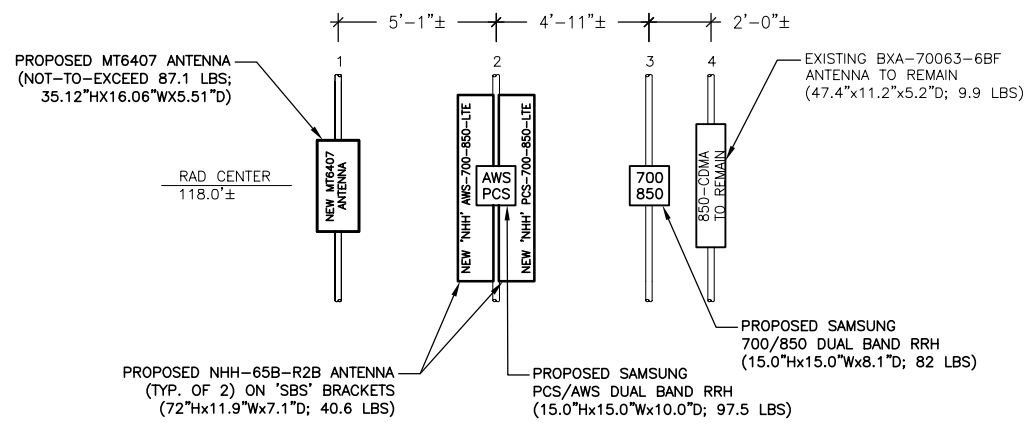 5'-1"±
4'-11"±
2'-0"±
1
2
3
4
PROPOSED MT6407 ANTENNA
(NOT-TO-EXCEED 87.1 LBS;
35.12"HX16.06"WX5.51"D)
EXISTING BXA-70063-6BF
ANTENNA TO REMAIN
(47.4"x11.2"x5.2"D; 9.9 LBS)
RAD CENTER
118.0'±
NEW MT6407
ANTENNA
NEW 'NHH' AWS-700-850-LTE
AWS
PCS
NEW 'NHH' PCS-700-850-LTE
700
850
850-CDMA
TO REMAIN
PROPOSED SAMSUNG
700/850 DUAL BAND RRH
(15.0"Hx15.0"Wx8.1"D; 82 LBS)
PROPOSED NHH-65B-R2B ANTENNA
(TYP. OF 2) ON 'SBS' BRACKETS
(72"Hx11.9"Wx7.1"D; 40.6 LBS)
PROPOSED SAMSUNG
PCS/AWS DUAL BAND RRH
(15.0"Hx15.0"Wx10.0"D; 97.5 LBS)